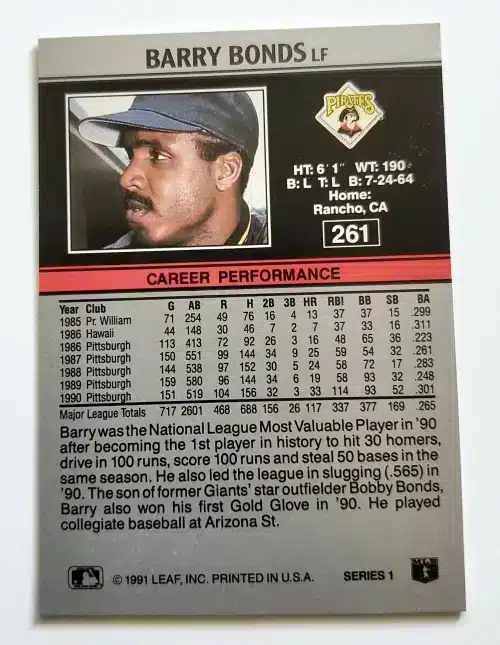 BARRY BONDS LF
PIRATES
HT: 6' 1" WT: 190
B: L T: L B: 7-24-64
Home:
Rancho, CA
261
CAREER PERFORMANCE
Year Club G AB R H 2B 3B HR RBI BB SB BA
1985 Pr. William 71 254 49 76 16 4 13 37 37 15 .299
1986 Hawaii 44 148 30 46 7 2 7 37 33 16 .311
1986 Pittsburgh 113 413 72 92 26 3 16 48 65 36 .223
1987 Pittsburgh 150 551 99 144 34 9 25 59 54 32 .261
1988 Pittsburgh 144 538 97 152 30 5 24 58 72 17 .283
1989 Pittsburgh 159 580 96 144 34 6 19 58 93 32 .248
1990 Pittsburgh 151 519 104 156 32 3 33 114 93 52 .301
Major League Totals 717 2601 468 688 156 26 117 337 377 169 .265
Barry was the National League Most Valuable Player in '90
after becoming the 1st player in history to hit 30 homers,
drive in 100 runs, score 100 runs and steal 50 bases in the
same season. He also led the league in slugging (.565) in
'90. The son of former Giants' star outfielder Bobby Bonds,
Barry also won his first Gold Glove in '90. He played
collegiate baseball at Arizona St.
© 1991 LEAF, INC. PRINTED IN U.S.A. SERIES 1